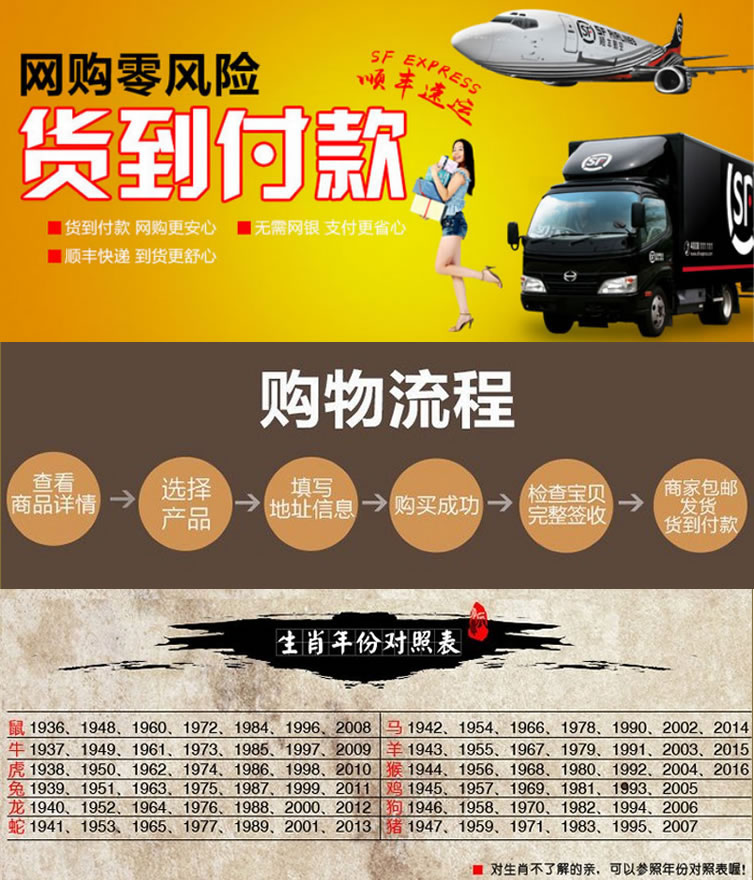 网购零风险
SF EXPRESS
顺丰速运
货到付款
货到付款 网购更安心
无需网银 支付更省心
顺丰快递 到货更舒心
SF AIRLINES
顺丰航空
SF
SF
购物流程
查看
商品详情
选择
产品
填写
地址信息
购买成功
检查宝贝
完整签收
商家包邮
发货
货到付款
生肖年份对照表
鼠 1936、1948、1960、1972、1984、1996、2008
牛 1937、1949、1961、1973、1985、1997、2009
虎 1938、1950、1962、1974、1986、1998、2010
兔 1939、1951、1963、1975、1987、1999、2011
龙 1940、1952、1964、1976、1988、2000、2012
蛇 1941、1953、1965、1977、1989、2001、2013
马 1942、1954、1966、1978、1990、2002、2014
羊 1943、1955、1967、1979、1991、2003、2015
猴 1944、1956、1968、1980、1992、2004、2016
鸡 1945、1957、1969、1981、1993、2005
狗 1946、1958、1970、1982、1994、2006
猪 1947、1959、1971、1983、1995、2007
对生肖不了解的亲，可以参照年份对照表喔!